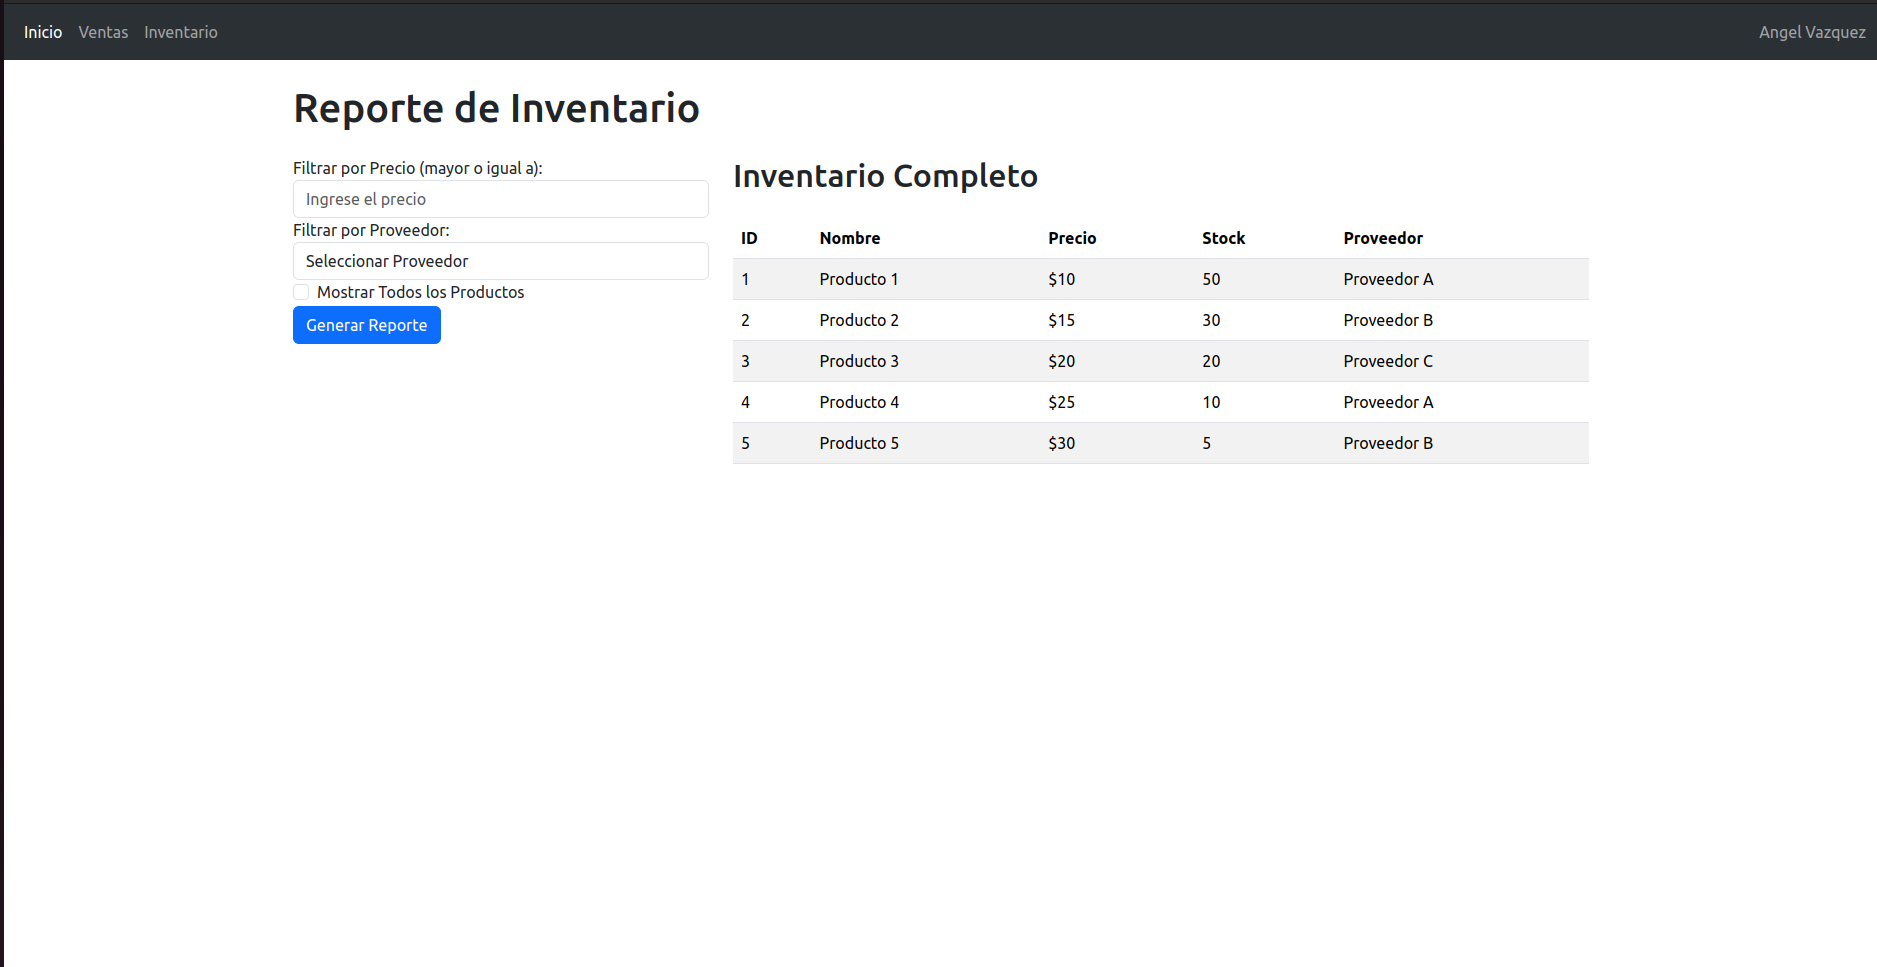 Inicio Ventas Inventario Angel Vazquez
Reporte de Inventario
Filtrar por Precio (mayor o igual a):
Ingrese el precio
Filtrar por Proveedor:
Seleccionar Proveedor
Mostrar Todos los Productos
Generar Reporte
Inventario Completo
ID Nombre Precio Stock Proveedor
1 Producto 1 $10 50 Proveedor A
2 Producto 2 $15 30 Proveedor B
3 Producto 3 $20 20 Proveedor C
4 Producto 4 $25 10 Proveedor A
5 Producto 5 $30 5 Proveedor B